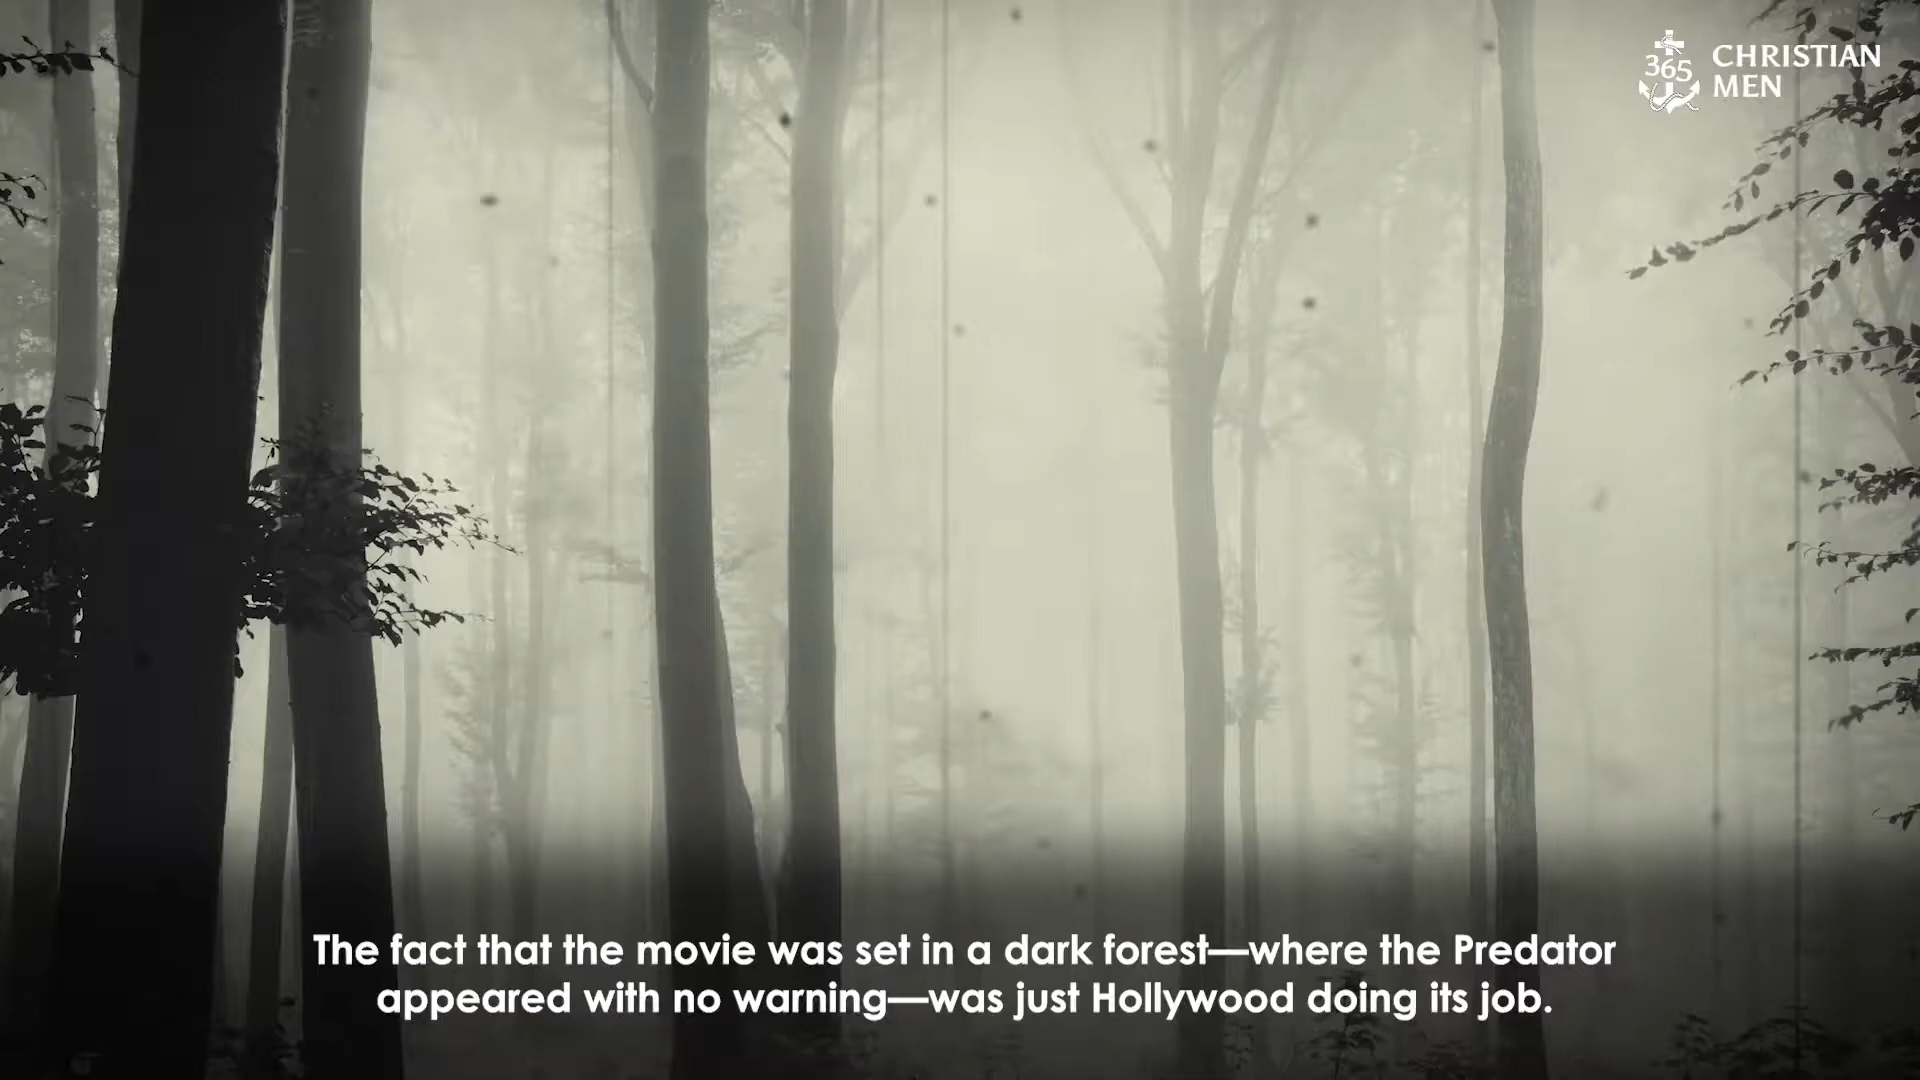 365
CHRISTIAN
MEN
The fact that the movie was set in a dark forest—where the Predator
appeared with no warning—was just Hollywood doing its job.